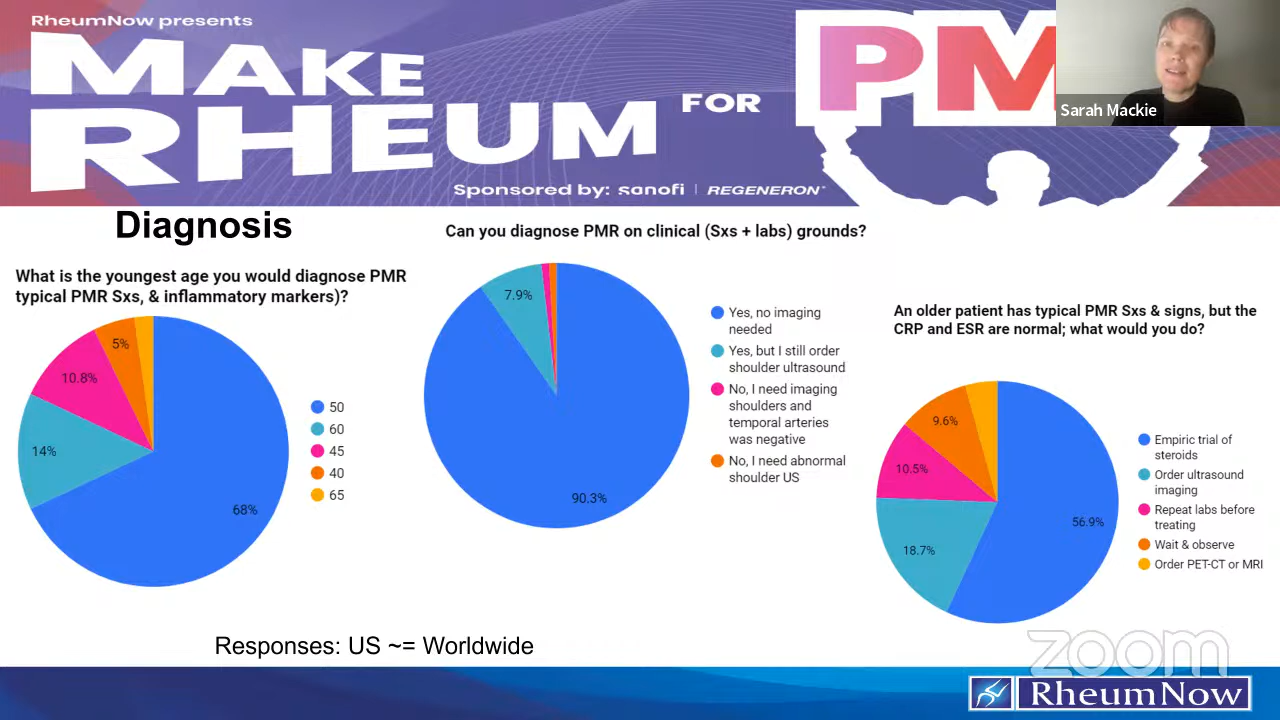 RheumNow presents
MAKE
RHEUM
FOR
PM
Sponsored by: sanofi | REGENERON
Sarah Mackie
Diagnosis
What is the youngest age you would diagnose PMR
typical PMR Sxs, & inflammatory markers)?
5%
10.8%
14%
68%
50
60
45
40
65
Can you diagnose PMR on clinical (Sxs + labs) grounds?
7.9%
90.3%
Yes, no imaging
needed
Yes, but I still order
shoulder ultrasound
No, I need imaging
shoulders and
temporal arteries
was negative
No, I need abnormal
shoulder US
An older patient has typical PMR Sxs & signs, but the
CRP and ESR are normal; what would you do?
9.6%
10.5%
18.7%
56.9%
Empiric trial of
steroids
Order ultrasound
imaging
Repeat labs before
treating
Wait & observe
Order PET-CT or MRI
Responses: US ~= Worldwide
zoom
RheumNow